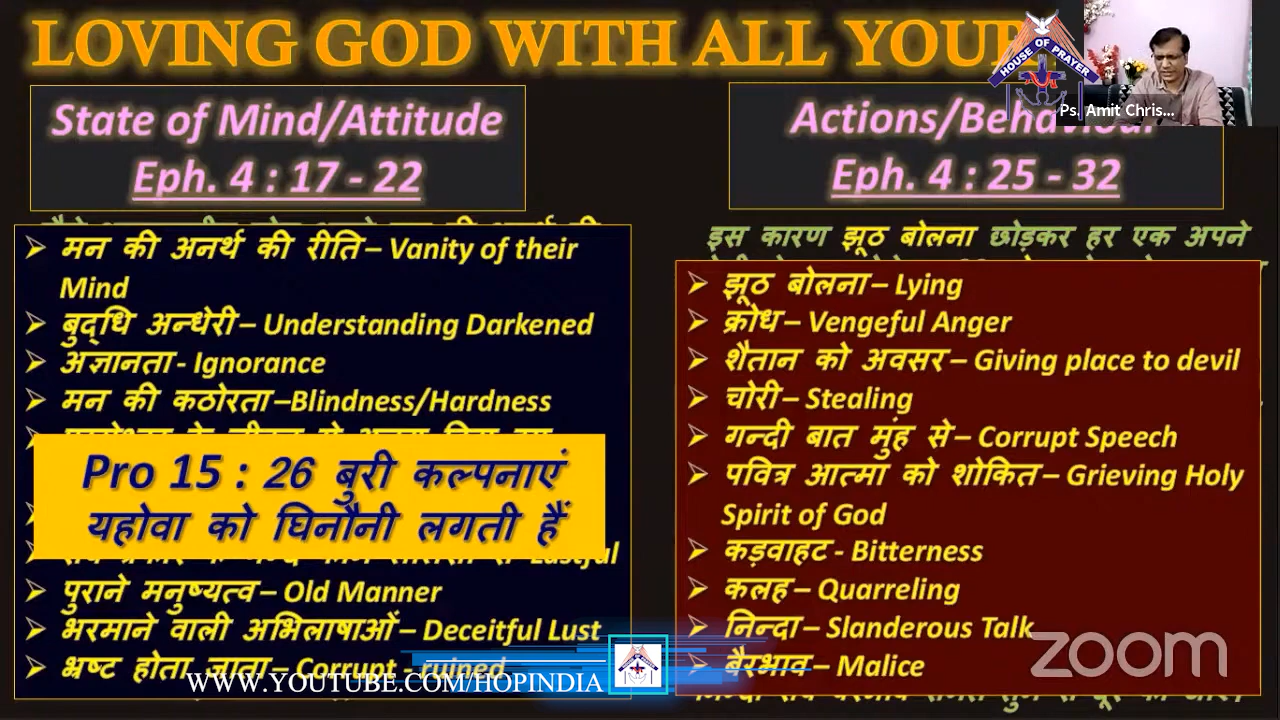 LOVING GOD WITH ALL YOUR
HOUSE OF PRAYER
Ps. Amit Chris...
State of Mind/Attitude
Eph. 4 : 17 - 22
मन की अनर्थ की रीति – Vanity of their
Mind
बुद्धि अन्धेरी – Understanding Darkened
अज्ञानता - Ignorance
मन की कठोरता –Blindness/Hardness
Pro 15 : 26 बुरी कल्पनाएं
यहोवा को घिनौनी लगती हैं
Lustful
पुराने मनुष्यत्व – Old Manner
भरमाने वाली अभिलाषाओं – Deceitful Lust
भ्रष्ट होता जाता – Corrupt - ruined
Actions/Behaviour
Eph. 4 : 25 - 32
इस कारण झूठ बोलना छोड़कर हर एक अपने
झूठ बोलना – Lying
क्रोध – Vengeful Anger
शैतान को अवसर – Giving place to devil
चोरी – Stealing
गन्दी बात मुंह से – Corrupt Speech
पवित्र आत्मा को शोकित – Grieving Holy
Spirit of God
कड़वाहट - Bitterness
कलह – Quarreling
निन्दा – Slanderous Talk
बैरभाव – Malice
WWW.YOUTUBE.COM/HOPINDIA
zoom